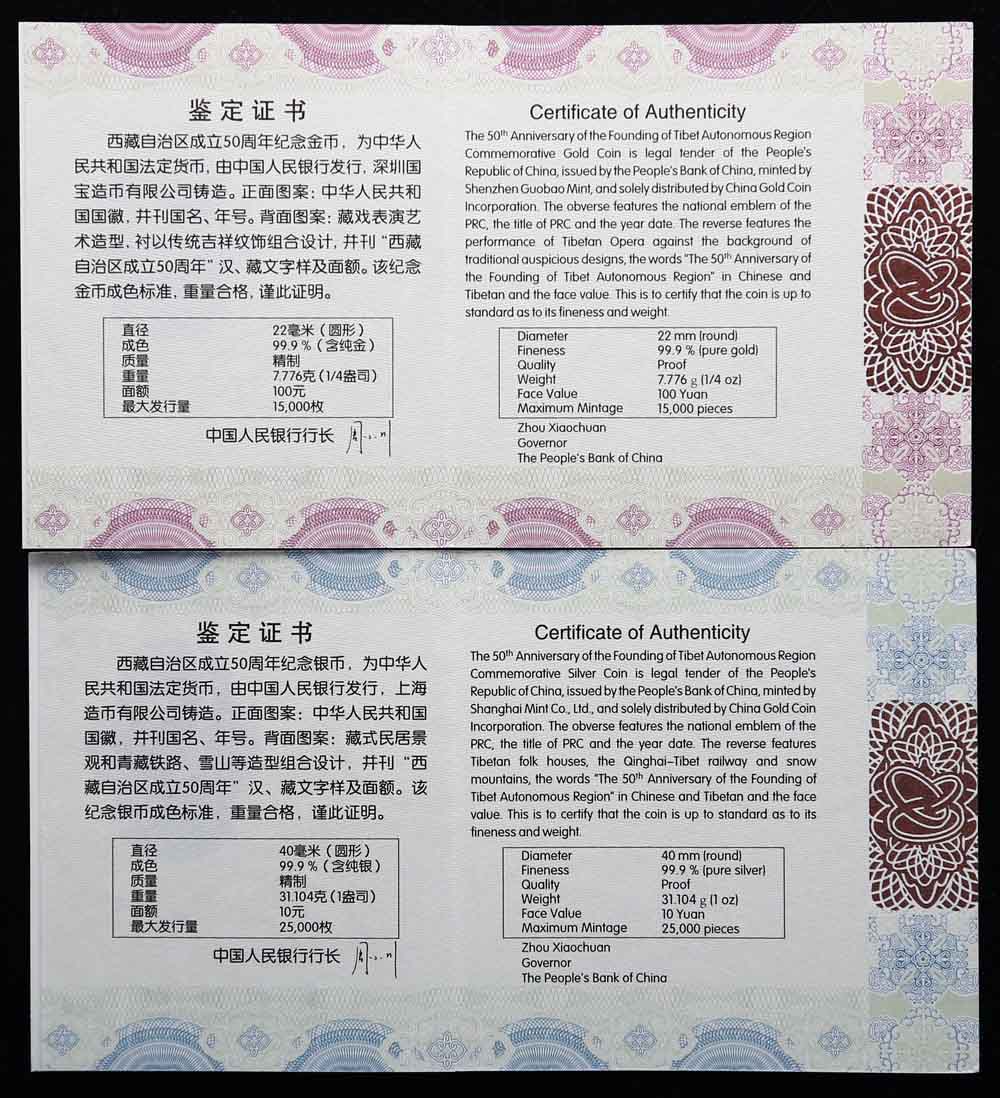 鉴定证书
西藏自治区成立50周年纪念金币，为中华人
民共和国法定货币，由中国人民银行发行，深圳国
宝造币有限公司铸造。正面图案：中华人民共和
国国徽，并刊国名、年号。背面图案：藏戏表演艺
术造型，衬以传统吉祥纹饰组合设计，并刊“西藏
自治区成立50周年”汉、藏文字样及面额。该纪念
金币成色标准，重量合格，谨此证明。
直径 22毫米（圆形）
成色 99.9%（含纯金）
质量 精制
重量 7.776克（1/4盎司）
面额 100元
最大发行量 15,000枚
中国人民银行行长 周小川
Certificate of Authenticity
The 50th Anniversary of the Founding of Tibet Autonomous Region
Commemorative Gold Coin is legal tender of the People's
Republic of China, issued by the People's Bank of China, minted by
Shenzhen Guobao Mint, and solely distributed by China Gold Coin
Incorporation. The obverse features the national emblem of the
PRC, the title of PRC and the year date. The reverse features the
performance of Tibetan Opera against the background of
traditional auspicious designs, the words "The 50th Anniversary of
the Founding of Tibet Autonomous Region" in Chinese and
Tibetan and the face value. This is to certify that the coin is up to
standard as to its fineness and weight.
Diameter 22 mm (round)
Fineness 99.9 % (pure gold)
Quality Proof
Weight 7.776 g (1/4 oz)
Face Value 100 Yuan
Maximum Mintage 15,000 pieces
Zhou Xiaochuan
Governor
The People's Bank of China
鉴定证书
西藏自治区成立50周年纪念银币，为中华人
民共和国法定货币，由中国人民银行发行，上海
造币有限公司铸造。正面图案：中华人民共和国
国徽，并刊国名、年号。背面图案：藏式民居景
观和青藏铁路、雪山等造型组合设计，并刊“西
藏自治区成立50周年”汉、藏文字样及面额。该
纪念银币成色标准，重量合格，谨此证明。
直径 40毫米（圆形）
成色 99.9%（含纯银）
质量 精制
重量 31.104克（1盎司）
面额 10元
最大发行量 25,000枚
中国人民银行行长 周小川
Certificate of Authenticity
The 50th Anniversary of the Founding of Tibet Autonomous Region
Commemorative Silver Coin is legal tender of the People's
Republic of China, issued by the People's Bank of China, minted by
Shanghai Mint Co., Ltd., and solely distributed by China Gold Coin
Incorporation. The obverse features the national emblem of the
PRC, the title of PRC and the year date. The reverse features
Tibetan folk houses, the Qinghai–Tibet railway and snow
mountains, the words "The 50th Anniversary of the Founding of
Tibet Autonomous Region" in Chinese and Tibetan and the face
value. This is to certify that the coin is up to standard as to its
fineness and weight.
Diameter 40 mm (round)
Fineness 99.9 % (pure silver)
Quality Proof
Weight 31.104 g (1 oz)
Face Value 10 Yuan
Maximum Mintage 25,000 pieces
Zhou Xiaochuan
Governor
The People's Bank of China